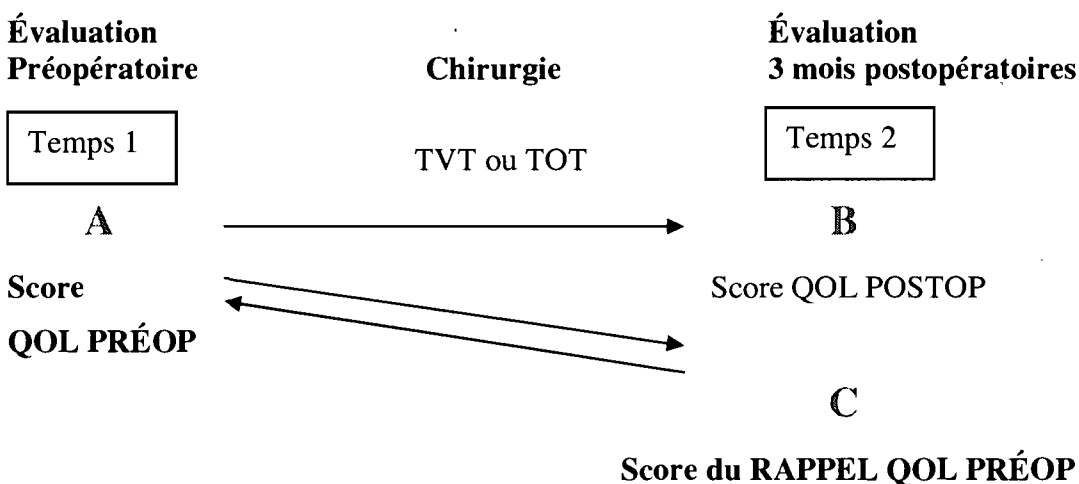 Évaluation
Préopératoire
Chirurgie
Évaluation
3 mois postopératoires
Temps 1
TVT ou TOT
Temps 2
A
B
Score
QOL PRÉOP
Score QOL POSTOP
C
Score du RAPPEL QOL PRÉOP